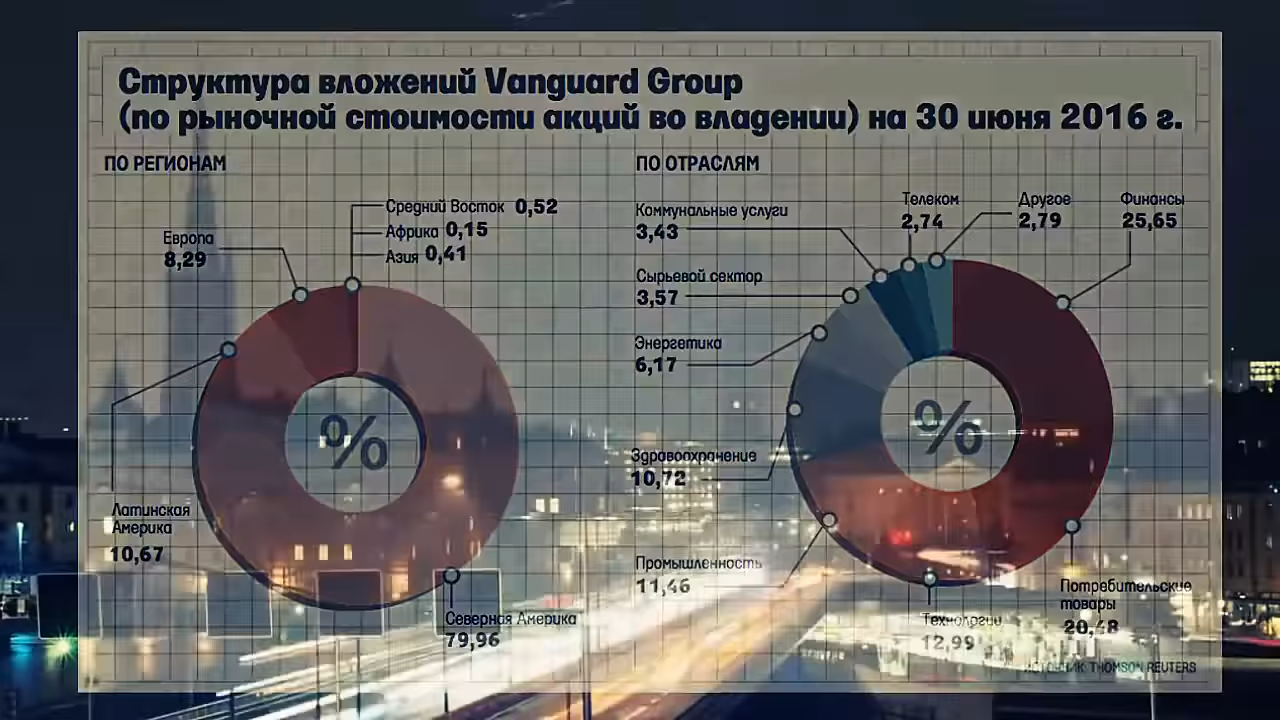 Структура вложений Vanguard Group
(по рыночной стоимости акций во владении) на 30 июня 2016 г.
ПО РЕГИОНАМ
Средний Восток 0,52
Африка 0,15
Азия 0,41
Европа
8,29
%
Латинская
Америка
10,67
Северная Америка
79,96
ПО ОТРАСЛЯМ
Телеком
2,74
Другое
2,79
Финансы
25,65
Коммунальные услуги
3,43
Сырьевой сектор
3,57
Энергетика
6,17
%
Здравоохранение
10,72
Промышленность
11,46
Технологии
12,99
Потребительские
товары
20,48
ИСТОЧНИК: THOMSON REUTERS